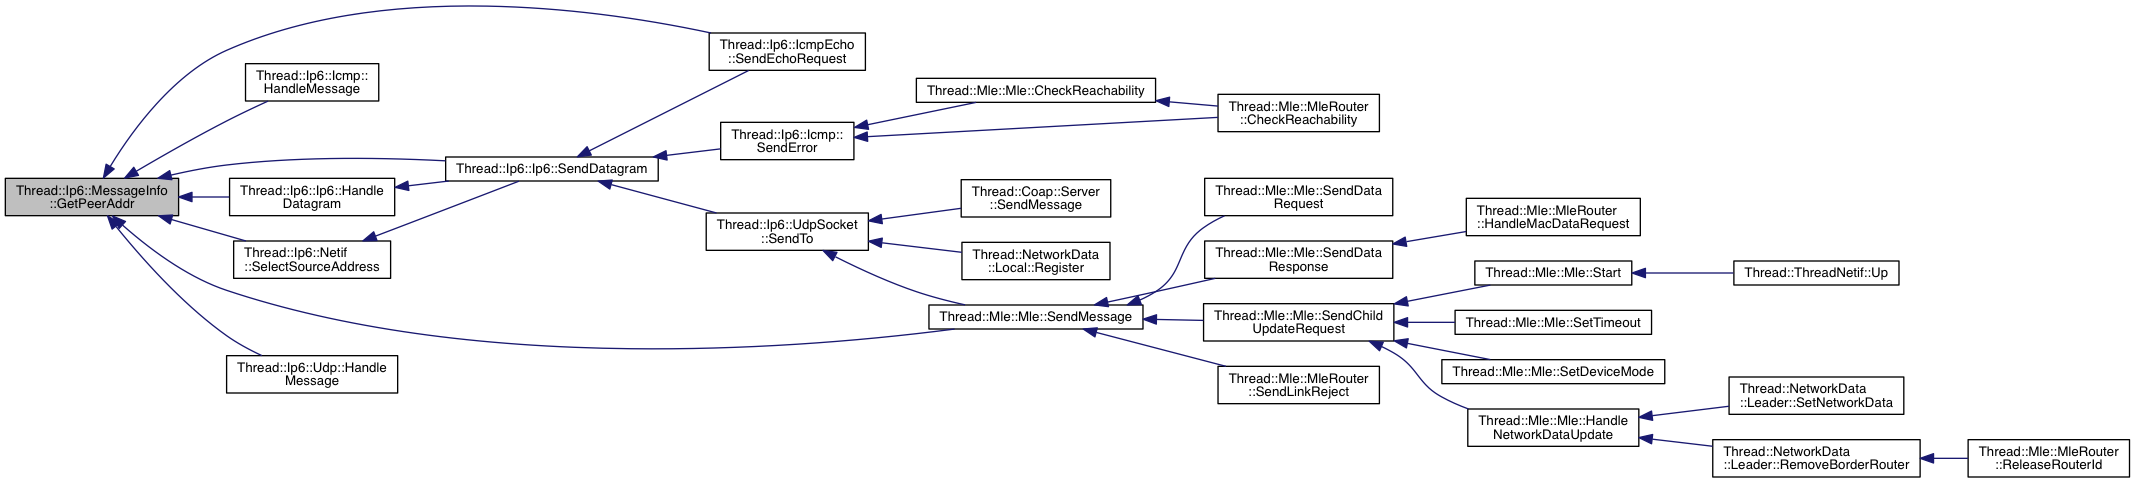 Thread::Ip6::MessageInfo
::GetPeerAddr
Thread::Ip6::IcmpEcho
::SendEchoRequest
Thread::Ip6::Icmp::
HandleMessage
Thread::Ip6::Ip6::SendDatagram
Thread::Ip6::Ip6::Handle
Datagram
Thread::Ip6::Netif
::SelectSourceAddress
Thread::Ip6::Udp::Handle
Message
Thread::Ip6::Icmp::
SendError
Thread::Mle::Mle::CheckReachability
Thread::Mle::MleRouter
::CheckReachability
Thread::Ip6::UdpSocket
::SendTo
Thread::Coap::Server
::SendMessage
Thread::NetworkData
::Local::Register
Thread::Mle::Mle::SendMessage
Thread::Mle::Mle::SendData
Request
Thread::Mle::Mle::SendData
Response
Thread::Mle::MleRouter
::HandleMacDataRequest
Thread::Mle::Mle::SendChild
UpdateRequest
Thread::Mle::MleRouter
::SendLinkReject
Thread::Mle::Mle::Start
Thread::ThreadNetif::Up
Thread::Mle::Mle::SetTimeout
Thread::Mle::Mle::SetDeviceMode
Thread::Mle::Mle::Handle
NetworkDataUpdate
Thread::NetworkData
::Leader::SetNetworkData
Thread::NetworkData
::Leader::RemoveBorderRouter
Thread::Mle::MleRouter
::ReleaseRouterId